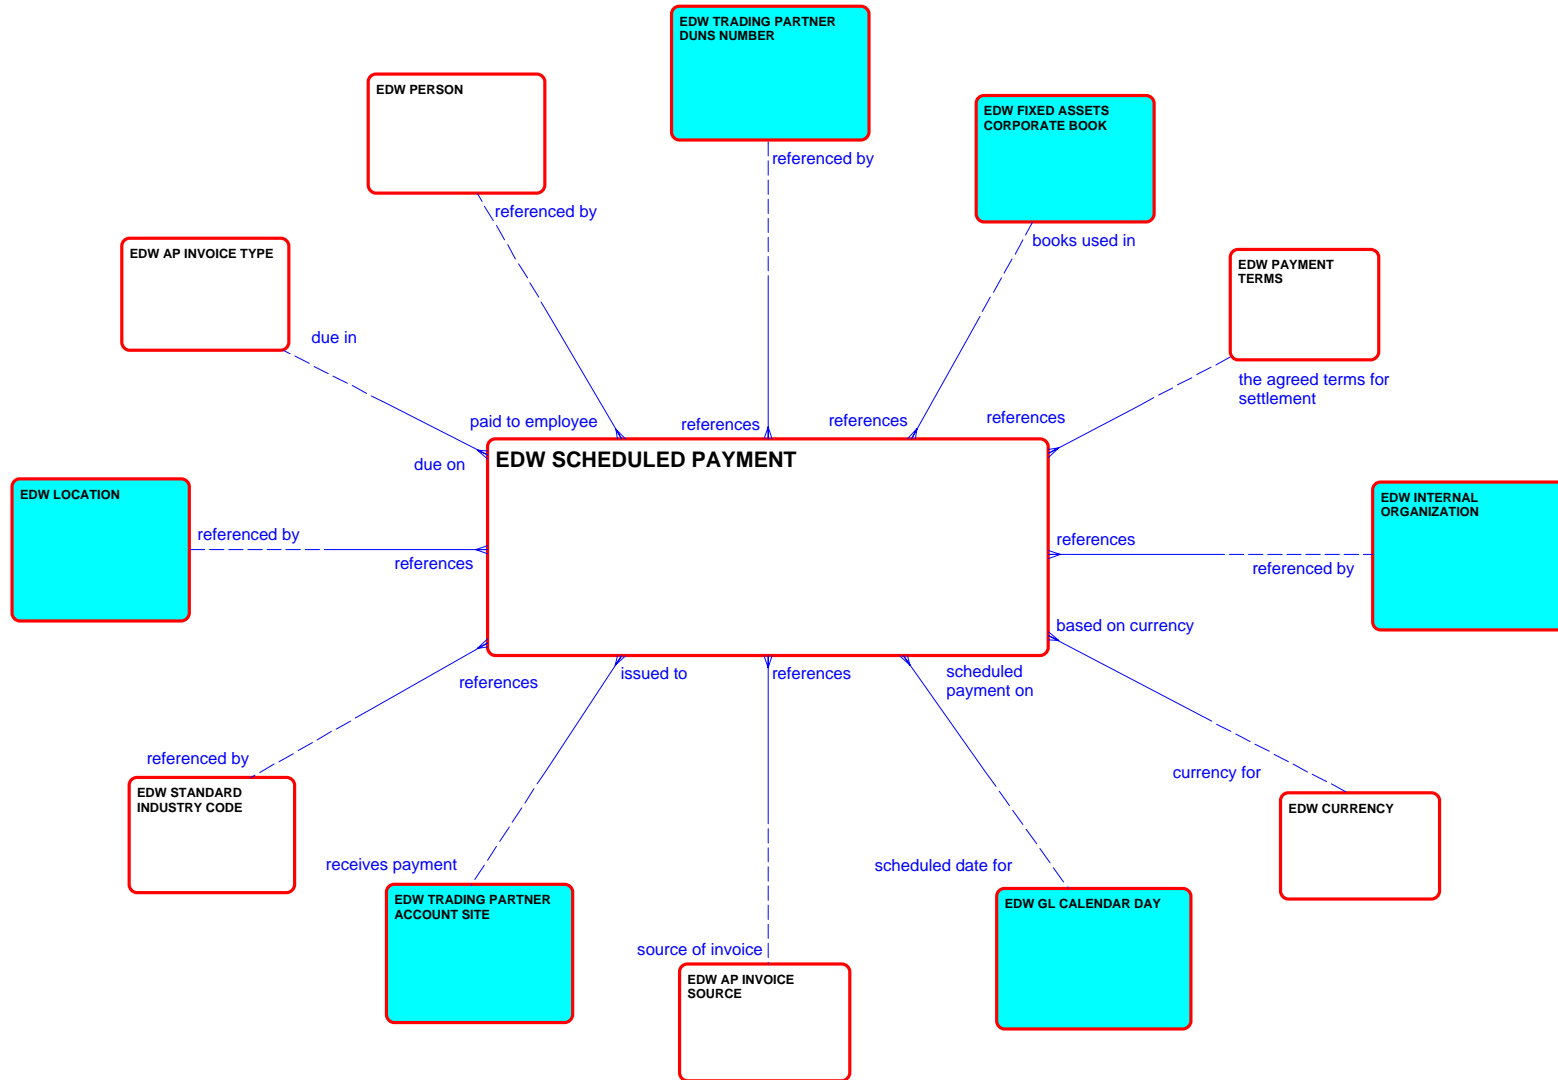 EDW TRADING PARTNER
DUNS NUMBER
EDW PERSON
EDW FIXED ASSETS
CORPORATE BOOK
referenced by
referenced by
books used in
EDW AP INVOICE TYPE
EDW PAYMENT
TERMS
due in
the agreed terms for
settlement
paid to employee
references
references
references
due on
EDW SCHEDULED PAYMENT
EDW LOCATION
EDW INTERNAL
ORGANIZATION
referenced by
references
references
referenced by
based on currency
references
issued to
references
scheduled
payment on
referenced by
currency for
EDW STANDARD
INDUSTRY CODE
EDW CURRENCY
receives payment
scheduled date for
EDW TRADING PARTNER
ACCOUNT SITE
EDW GL CALENDAR DAY
source of invoice
EDW AP INVOICE
SOURCE